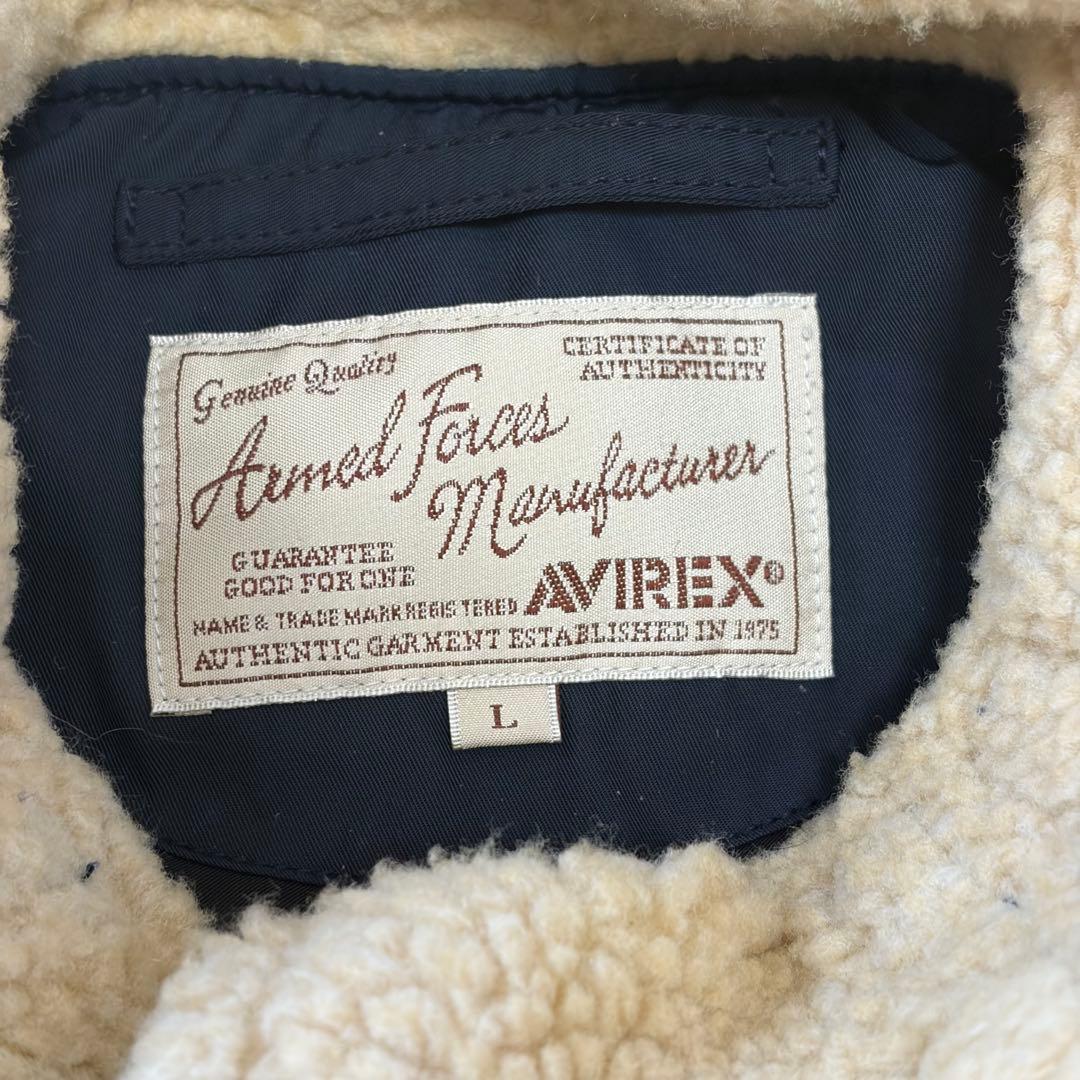 Genuine Quality
CERTIFICATE OF
AUTHENTICITY
Armed Forces
Manufacturer
GUARANTEE
GOOD FOR ONE
NAME & TRADE MARK REGISTERED
AVIREX®
AUTHENTIC GARMENT ESTABLISHED IN 1975
L